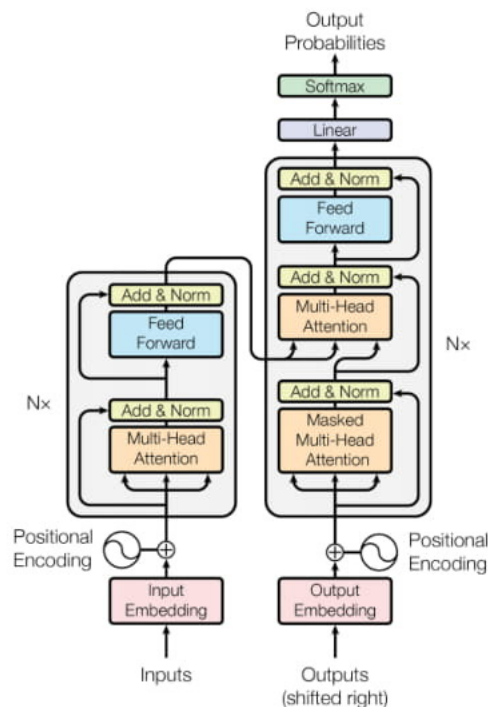 Output
Probabilities
Softmax
Linear
Add & Norm
Feed
Forward
Add & Norm
Multi-Head
Attention
Add & Norm
Masked
Multi-Head
Attention
N×
Add & Norm
Feed
Forward
Add & Norm
Multi-Head
Attention
N×
Positional
Encoding
Input
Embedding
Inputs
Positional
Encoding
Output
Embedding
Outputs
(shifted right)